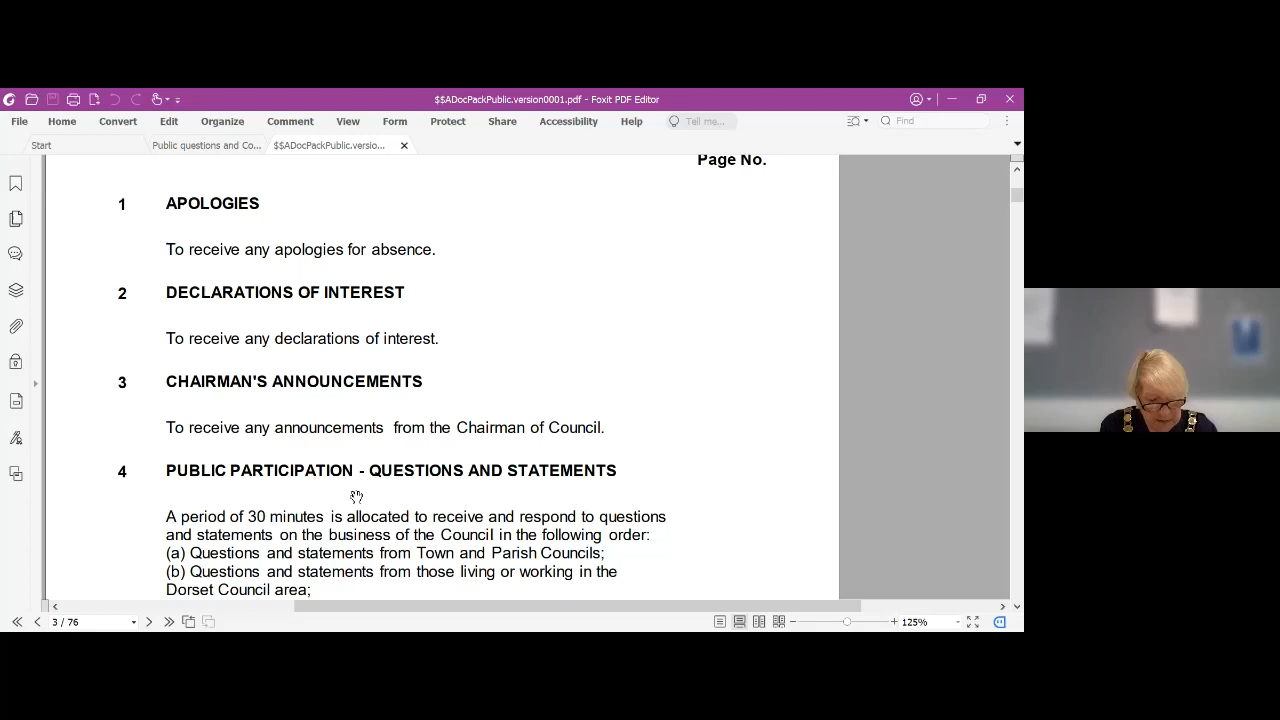 $$ADocPackPublic.version0001.pdf - Foxit PDF Editor
File Home Convert Edit Organize Comment View Form Protect Share Accessibility Help Tell me... Find
Start Public questions and Co... $$ADocPackPublic.versio...
Page No.
1 APOLOGIES
To receive any apologies for absence.
2 DECLARATIONS OF INTEREST
To receive any declarations of interest.
3 CHAIRMAN'S ANNOUNCEMENTS
To receive any announcements from the Chairman of Council.
4 PUBLIC PARTICIPATION - QUESTIONS AND STATEMENTS
A period of 30 minutes is allocated to receive and respond to questions
and statements on the business of the Council in the following order:
(a) Questions and statements from Town and Parish Councils;
(b) Questions and statements from those living or working in the
Dorset Council area;
3 / 76 125%